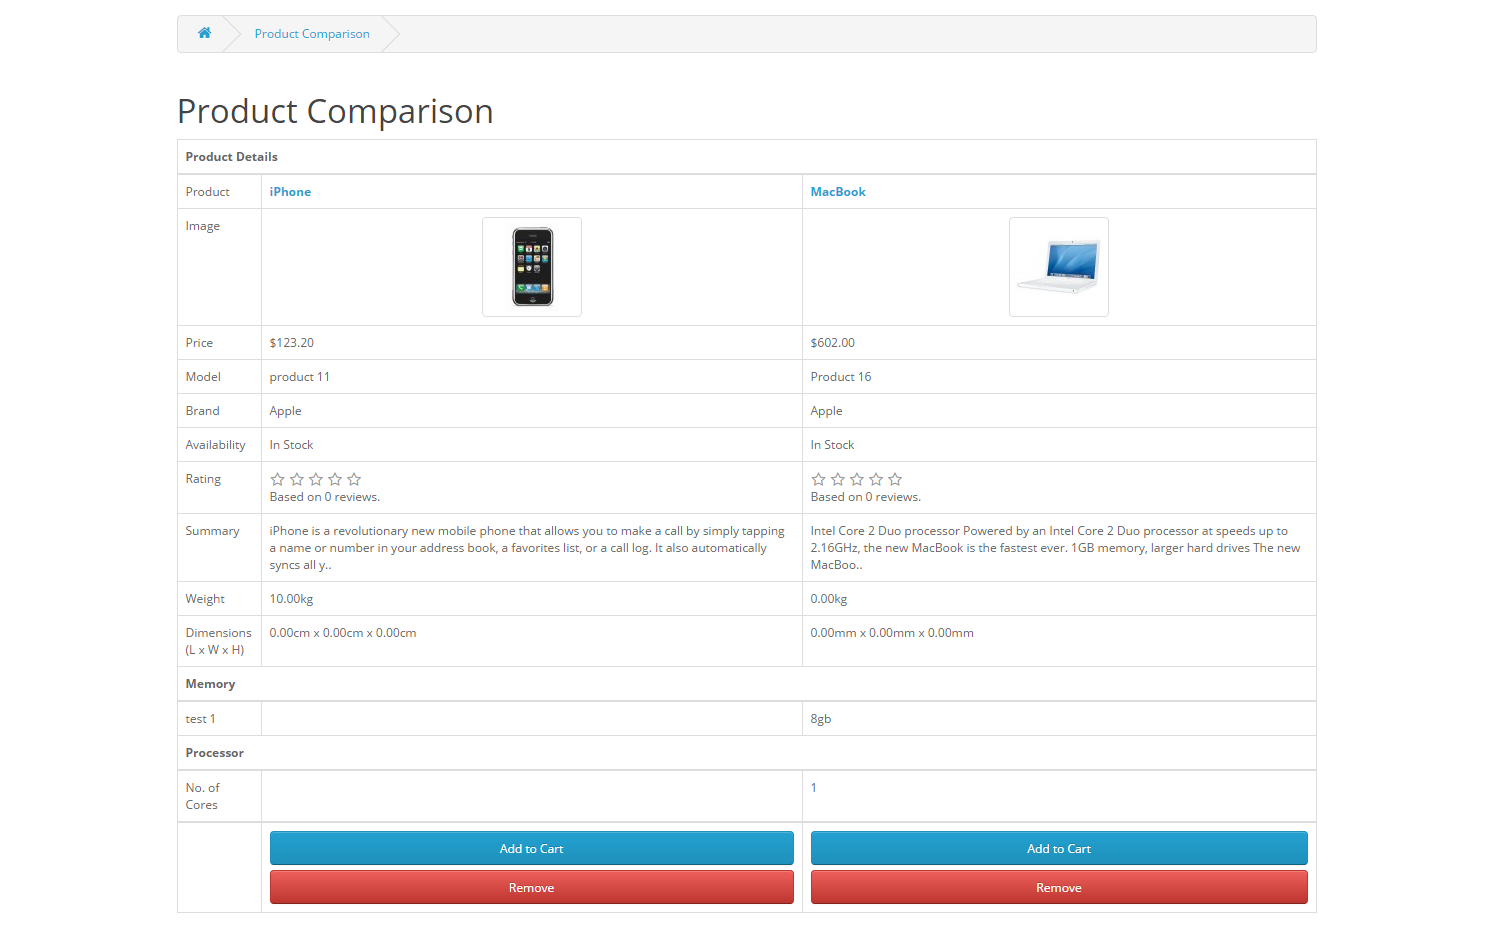 Product Comparison
Product Comparison
Product Details
Product iPhone MacBook
Image
Price $123.20 $602.00
Model product 11 Product 16
Brand Apple Apple
Availability In Stock In Stock
Rating
Based on 0 reviews. Based on 0 reviews.
Summary iPhone is a revolutionary new mobile phone that allows you to make a call by simply tapping Intel Core 2 Duo processor Powered by an Intel Core 2 Duo processor at speeds up to
a name or number in your address book, a favorites list, or a call log. It also automatically 2.16GHz, the new MacBook is the fastest ever. 1GB memory, larger hard drives The new
syncs all y.. MacBoo..
Weight 10.00kg 0.00kg
Dimensions 0.00cm x 0.00cm x 0.00cm 0.00mm x 0.00mm x 0.00mm
(L x W x H)
Memory
test 1 8gb
Processor
No. of 1
Cores
Add to Cart Add to Cart
Remove Remove